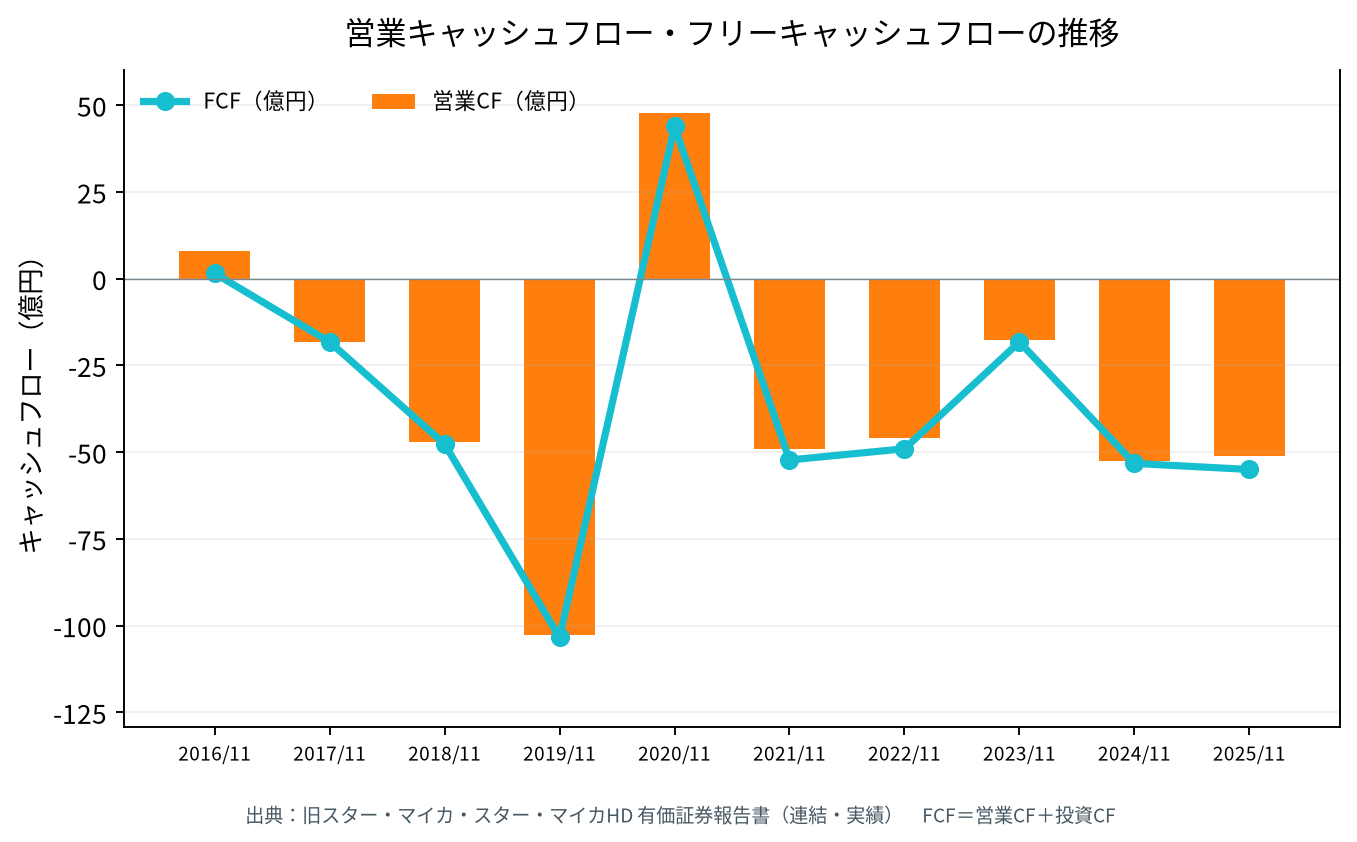 営業キャッシュフロー・フリーキャッシュフローの推移
FCF（億円）
営業CF（億円）
キャッシュフロー（億円）
50
25
0
-25
-50
-75
-100
-125
2016/11 2017/11 2018/11 2019/11 2020/11 2021/11 2022/11 2023/11 2024/11 2025/11
出典：旧スター・マイカ・スター・マイカHD 有価証券報告書（連結・実績）　FCF＝営業CF＋投資CF